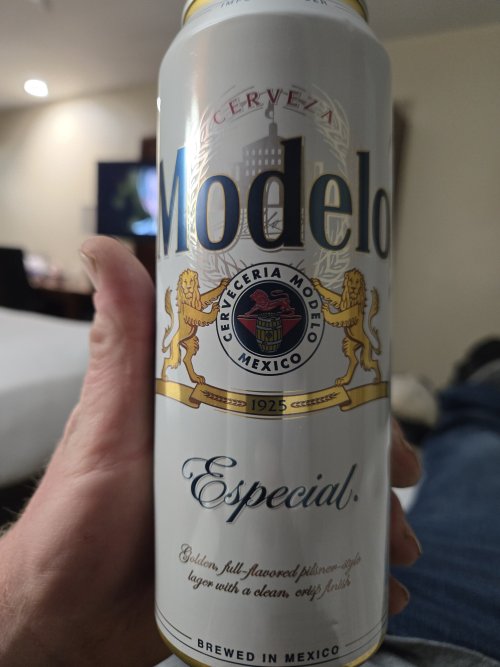 CERVEZA
Modelo
CERVECERIA MODELO
MEXICO
1925
Especial.
Golden, full-flavored pilsner-style
lager with a clean, crisp finish
BREWED IN MEXICO